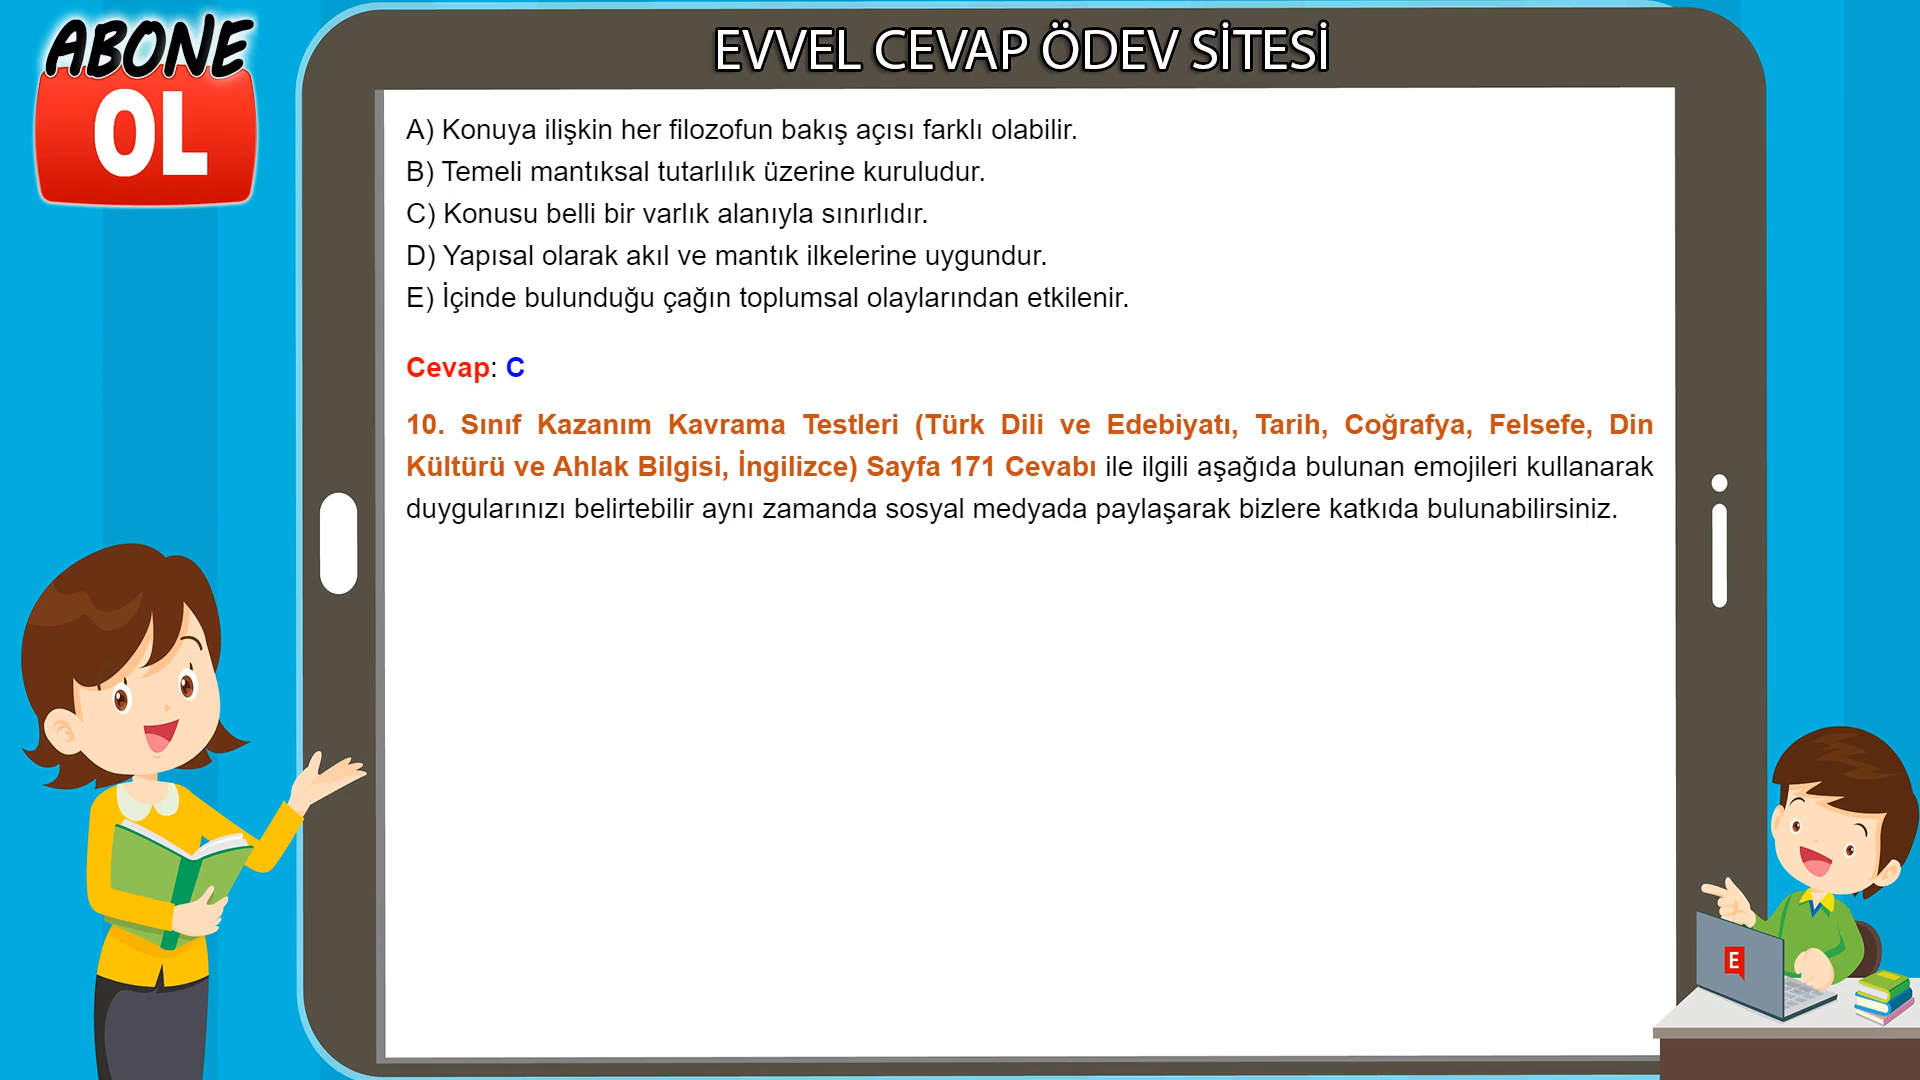 ABONE
OL
EVVEL CEVAP ÖDEV SİTESİ
A) Konuya ilişkin her filozofun bakış açısı farklı olabilir.
B) Temeli mantıksal tutarlılık üzerine kuruludur.
C) Konusu belli bir varlık alanıyla sınırlıdır.
D) Yapısal olarak akıl ve mantık ilkelerine uygundur.
E) İçinde bulunduğu çağın toplumsal olaylarından etkilenir.
Cevap: C
10. Sınıf Kazanım Kavrama Testleri (Türk Dili ve Edebiyatı, Tarih, Coğrafya, Felsefe, Din
Kültürü ve Ahlak Bilgisi, İngilizce) Sayfa 171 Cevabı ile ilgili aşağıda bulunan emojileri kullanarak
duygularınızı belirtebilir aynı zamanda sosyal medyada paylaşarak bizlere katkıda bulunabilirsiniz.
E